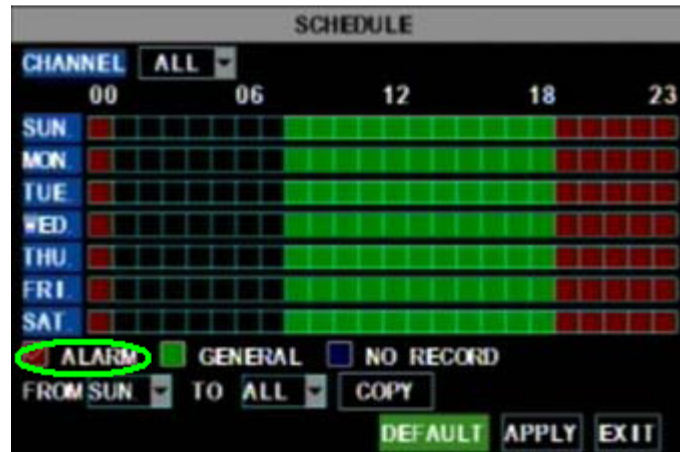 SCHEDULE
CHANNEL ALL
00 06 12 18 23
SUN.
MON.
TUE.
WED.
THU.
FRI.
SAT.
ALARM GENERAL NO RECORD
FROM SUN. TO ALL COPY
DEFAULT APPLY EXIT